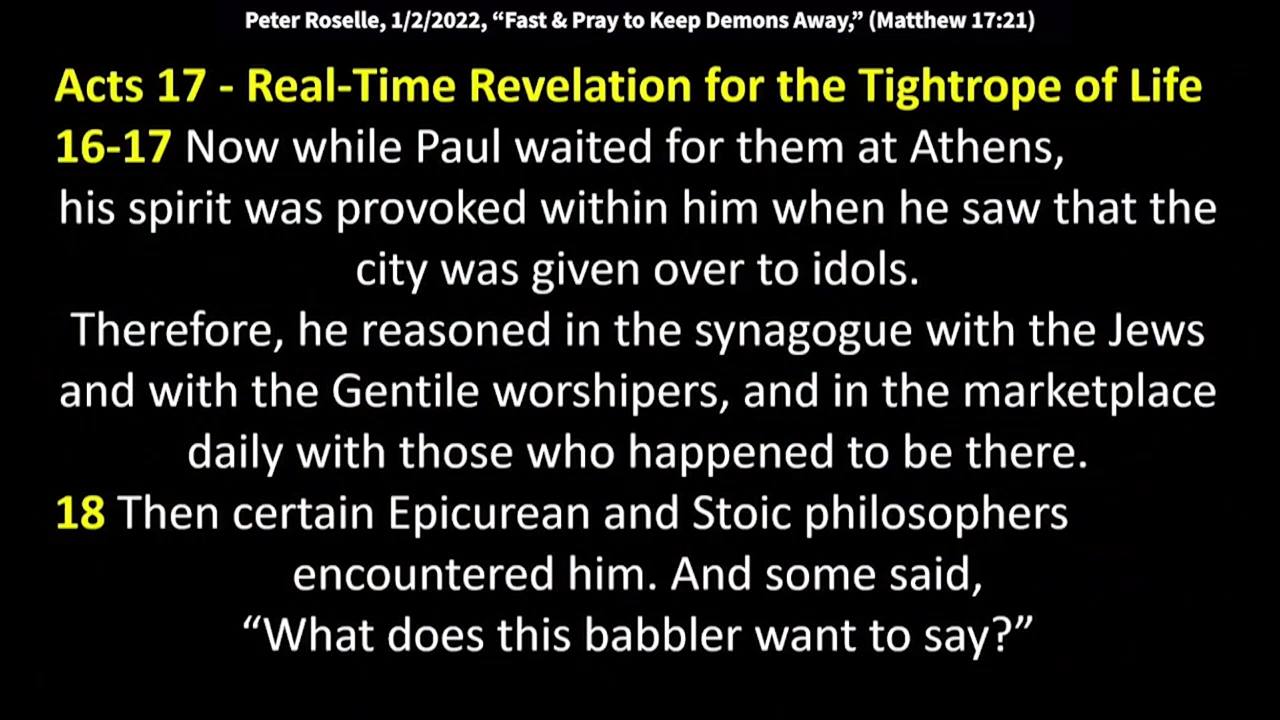 Peter Roselle, 1/2/2022, “Fast & Pray to Keep Demons Away,” (Matthew 17:21)
Acts 17 - Real-Time Revelation for the Tightrope of Life
16-17 Now while Paul waited for them at Athens,
his spirit was provoked within him when he saw that the
city was given over to idols.
Therefore, he reasoned in the synagogue with the Jews
and with the Gentile worshipers, and in the marketplace
daily with those who happened to be there.
18 Then certain Epicurean and Stoic philosophers
encountered him. And some said,
“What does this babbler want to say?”